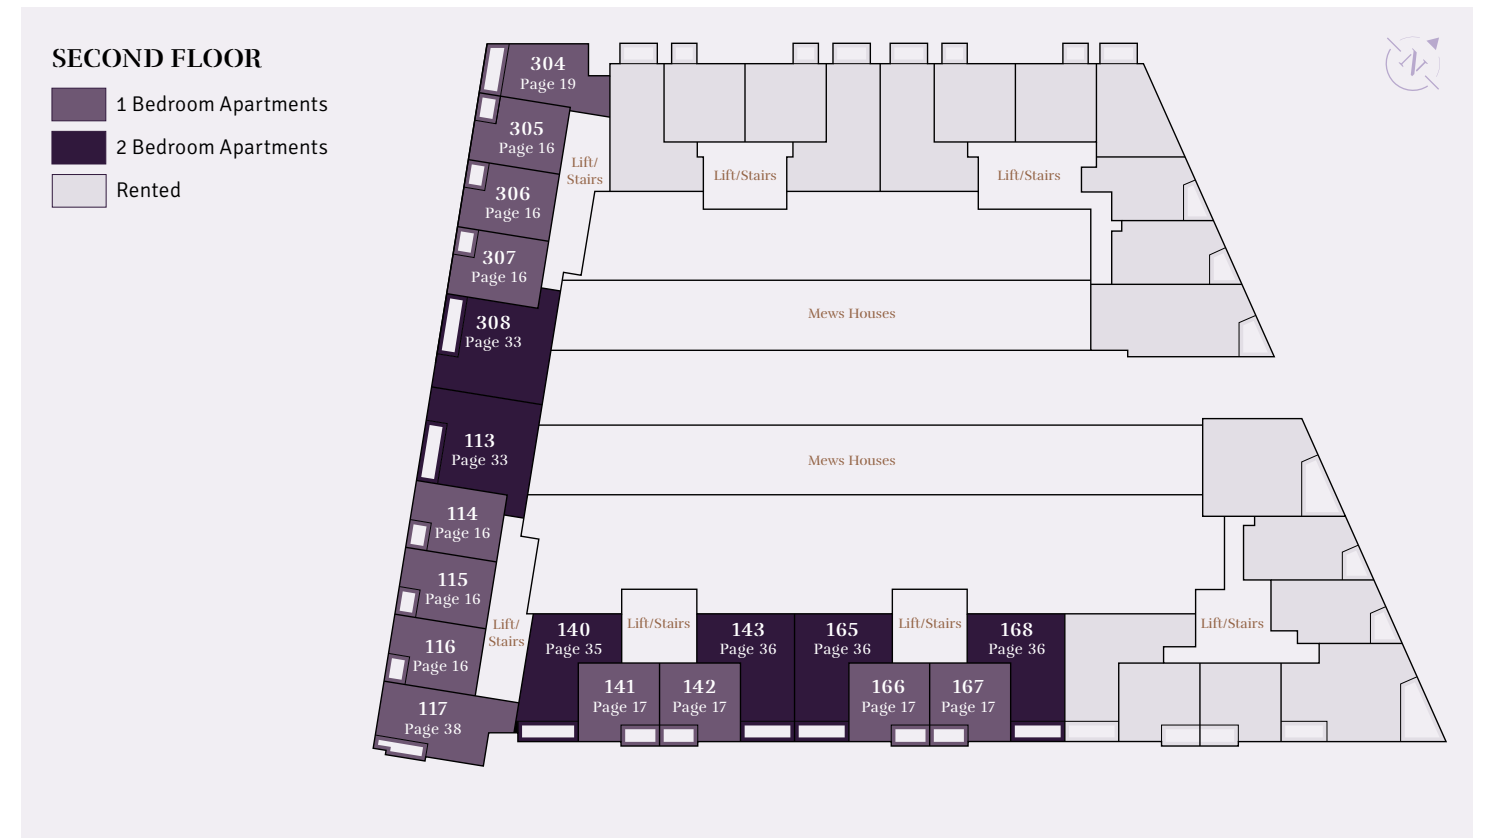 SECOND FLOOR
1 Bedroom Apartments
2 Bedroom Apartments
Rented
N
304
Page 19
305
Page 16
306
Page 16
307
Page 16
308
Page 33
113
Page 33
114
Page 16
115
Page 16
116
Page 16
117
Page 38
Lift/
Stairs
Lift/Stairs
Lift/Stairs
Mews Houses
Mews Houses
Lift/
Stairs
140
Page 35
Lift/Stairs
143
Page 36
165
Page 36
Lift/Stairs
168
Page 36
Lift/Stairs
141
Page 17
142
Page 17
166
Page 17
167
Page 17